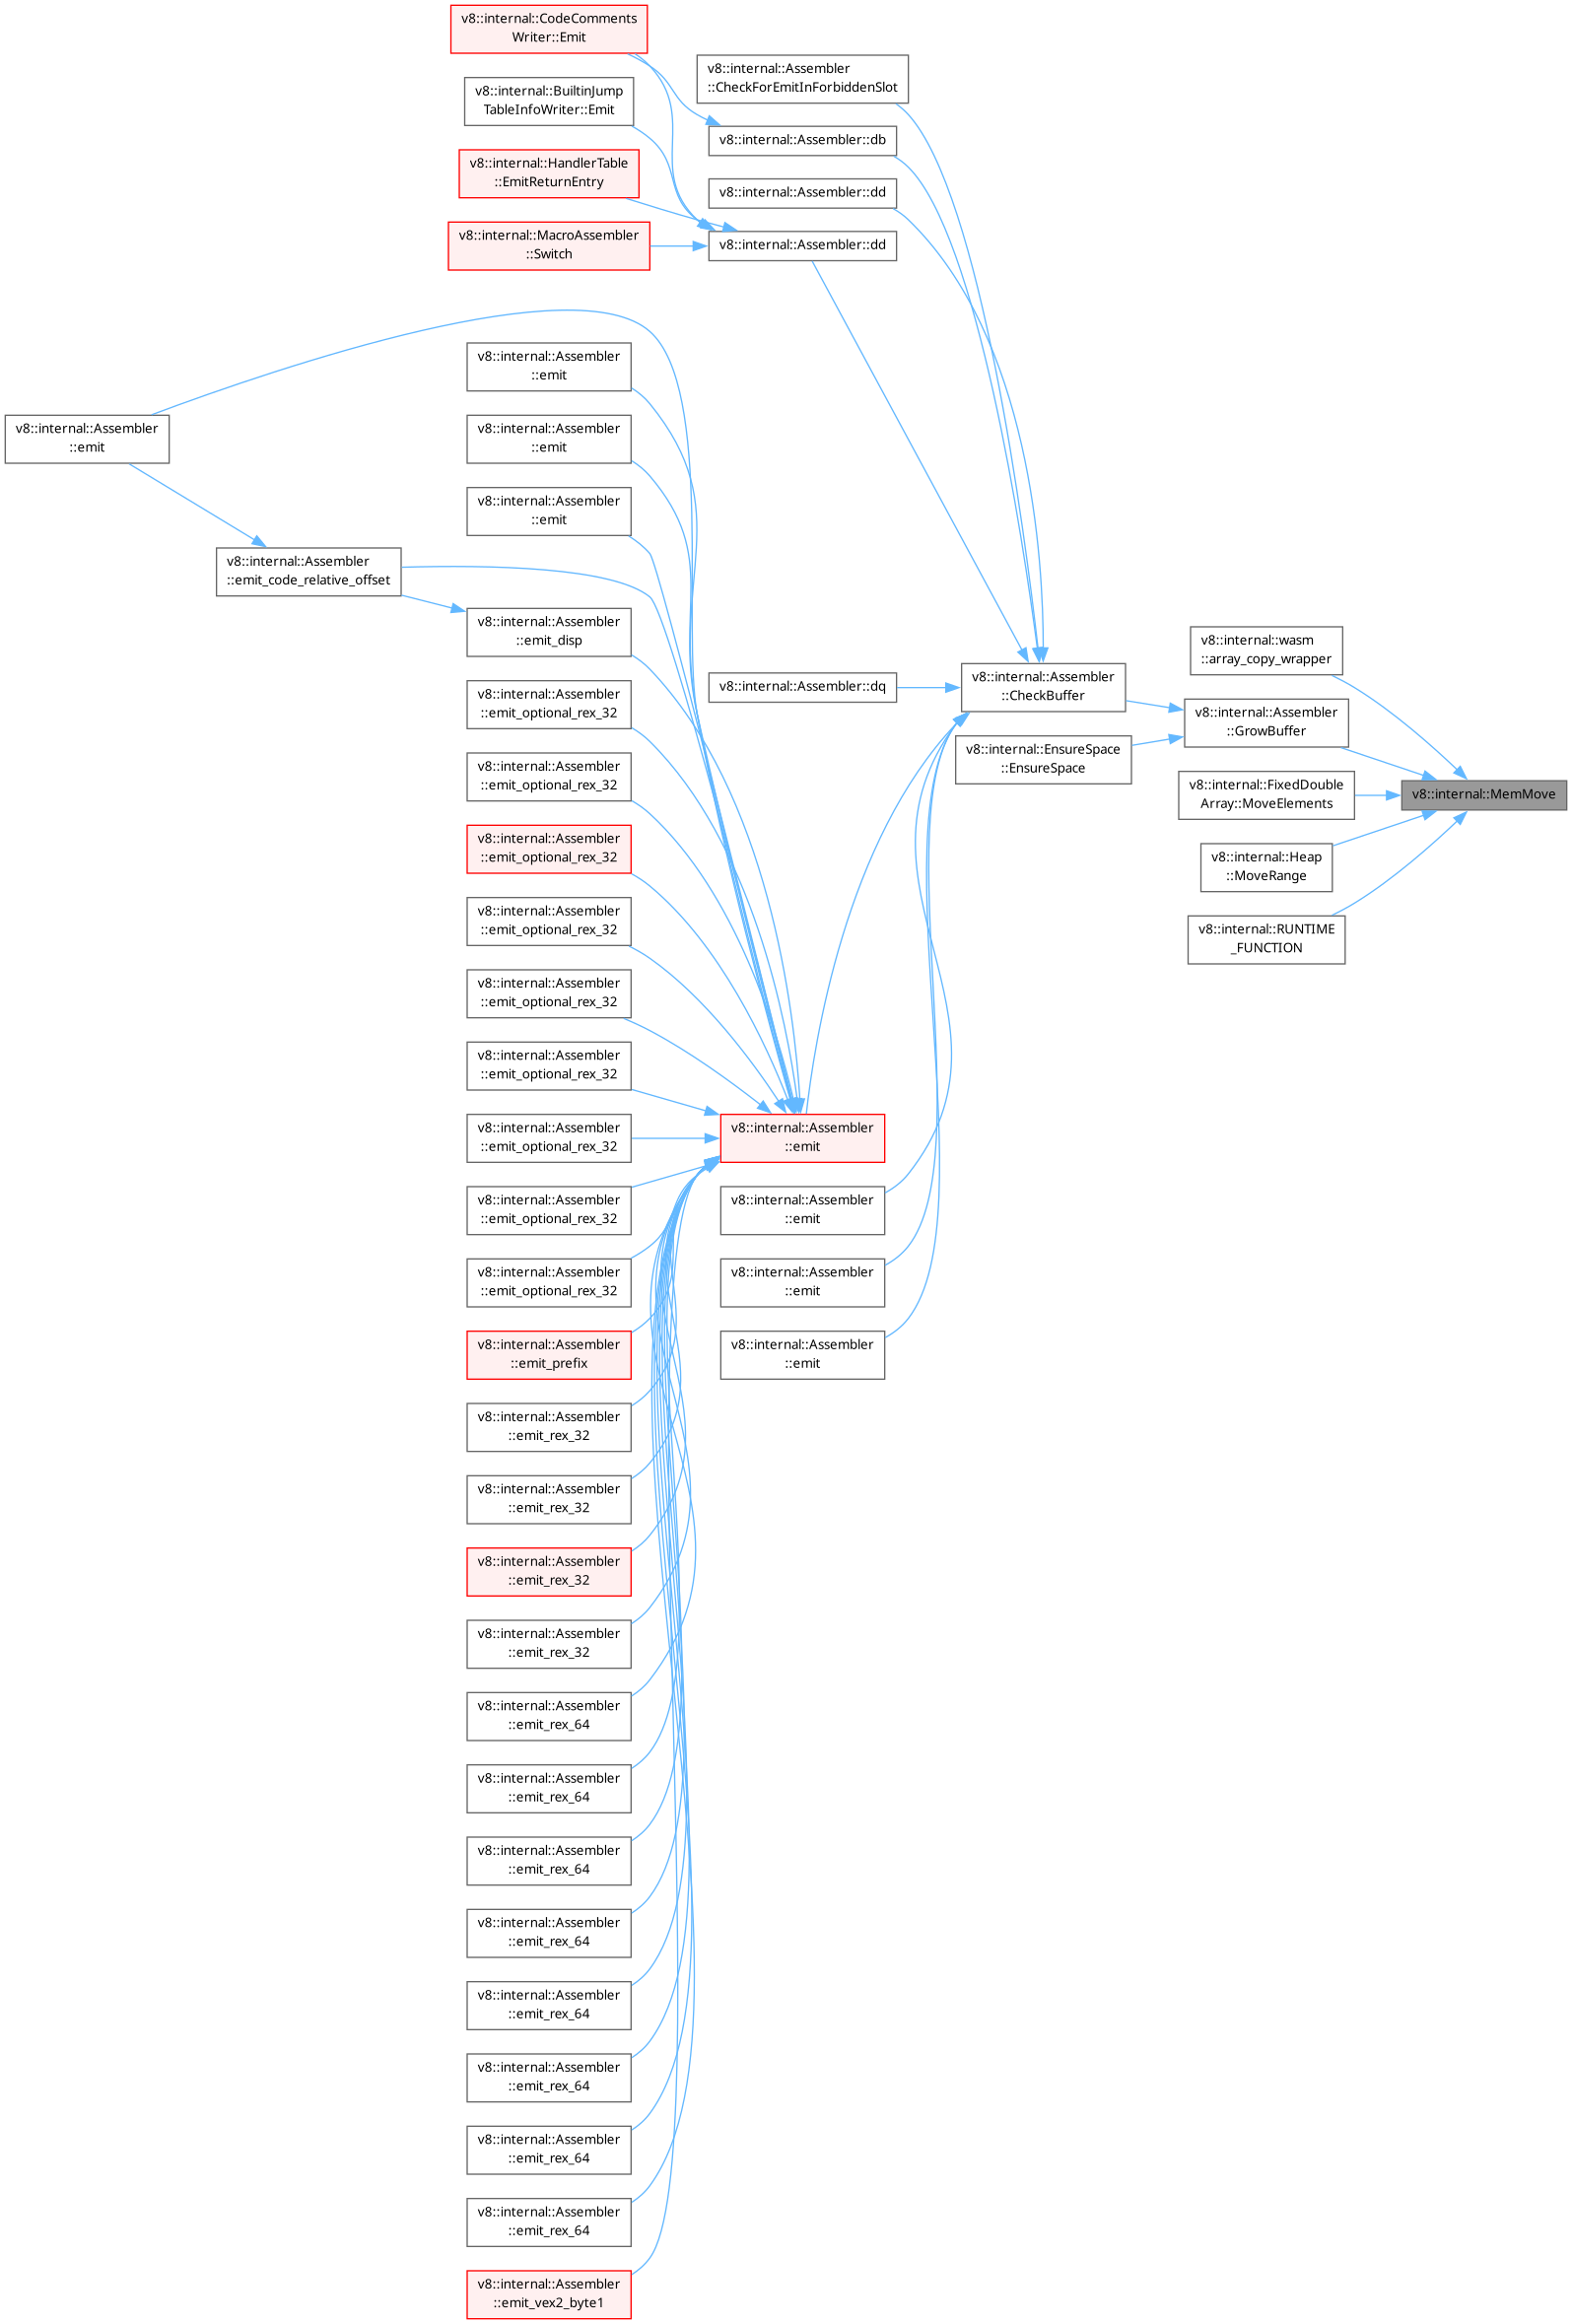 v8::internal::CodeComments
Writer::Emit
v8::internal::BuiltinJump
TableInfoWriter::Emit
v8::internal::HandlerTable
::EmitReturnEntry
v8::internal::MacroAssembler
::Switch
v8::internal::Assembler
::CheckForEmitInForbiddenSlot
v8::internal::Assembler::db
v8::internal::Assembler::dd
v8::internal::Assembler::dd
v8::internal::Assembler
::emit
v8::internal::Assembler
::emit_code_relative_offset
v8::internal::Assembler
::emit
v8::internal::Assembler
::emit
v8::internal::Assembler
::emit
v8::internal::Assembler
::emit_disp
v8::internal::Assembler
::emit_optional_rex_32
v8::internal::Assembler
::emit_optional_rex_32
v8::internal::Assembler
::emit_optional_rex_32
v8::internal::Assembler
::emit_optional_rex_32
v8::internal::Assembler
::emit_optional_rex_32
v8::internal::Assembler
::emit_optional_rex_32
v8::internal::Assembler
::emit_optional_rex_32
v8::internal::Assembler
::emit_optional_rex_32
v8::internal::Assembler
::emit_optional_rex_32
v8::internal::Assembler
::emit_prefix
v8::internal::Assembler
::emit_rex_32
v8::internal::Assembler
::emit_rex_32
v8::internal::Assembler
::emit_rex_32
v8::internal::Assembler
::emit_rex_32
v8::internal::Assembler
::emit_rex_64
v8::internal::Assembler
::emit_rex_64
v8::internal::Assembler
::emit_rex_64
v8::internal::Assembler
::emit_rex_64
v8::internal::Assembler
::emit_rex_64
v8::internal::Assembler
::emit_rex_64
v8::internal::Assembler
::emit_rex_64
v8::internal::Assembler
::emit_rex_64
v8::internal::Assembler
::emit_vex2_byte1
v8::internal::Assembler::dq
v8::internal::Assembler
::emit
v8::internal::Assembler
::emit
v8::internal::Assembler
::emit
v8::internal::Assembler
::emit
v8::internal::Assembler
::CheckBuffer
v8::internal::EnsureSpace
::EnsureSpace
v8::internal::wasm
::array_copy_wrapper
v8::internal::Assembler
::GrowBuffer
v8::internal::FixedDouble
Array::MoveElements
v8::internal::Heap
::MoveRange
v8::internal::RUNTIME
_FUNCTION
v8::internal::MemMove